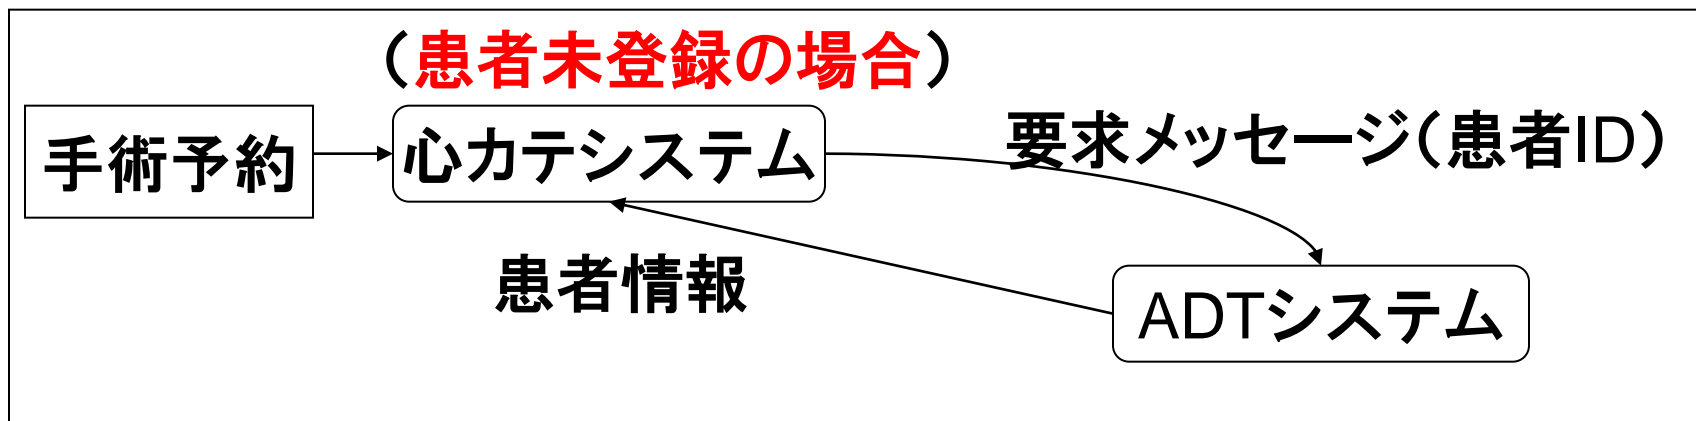 （患者未登録の場合）
手術予約
心カテシステム
要求メッセージ（患者ID）
患者情報
ADTシステム